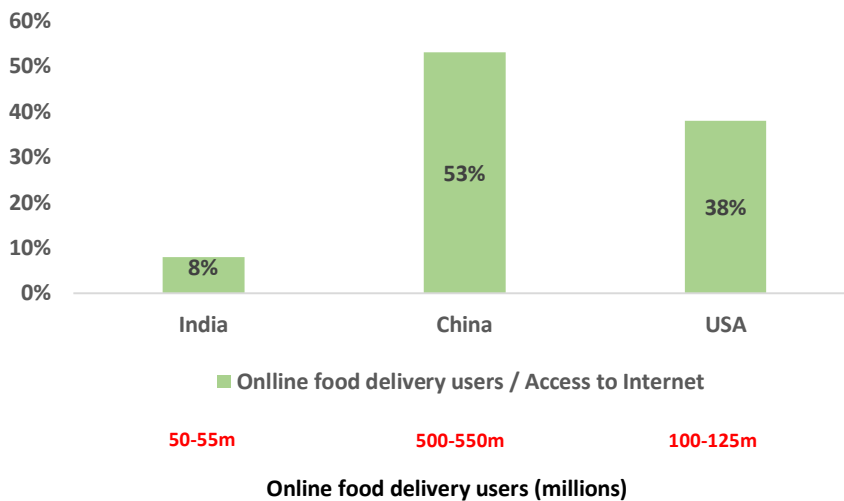 60%
50%
40%
30%
20%
10%
0%
8%
53%
38%
India China USA
Onlline food delivery users / Access to Internet
50-55m 500-550m 100-125m
Online food delivery users (millions)